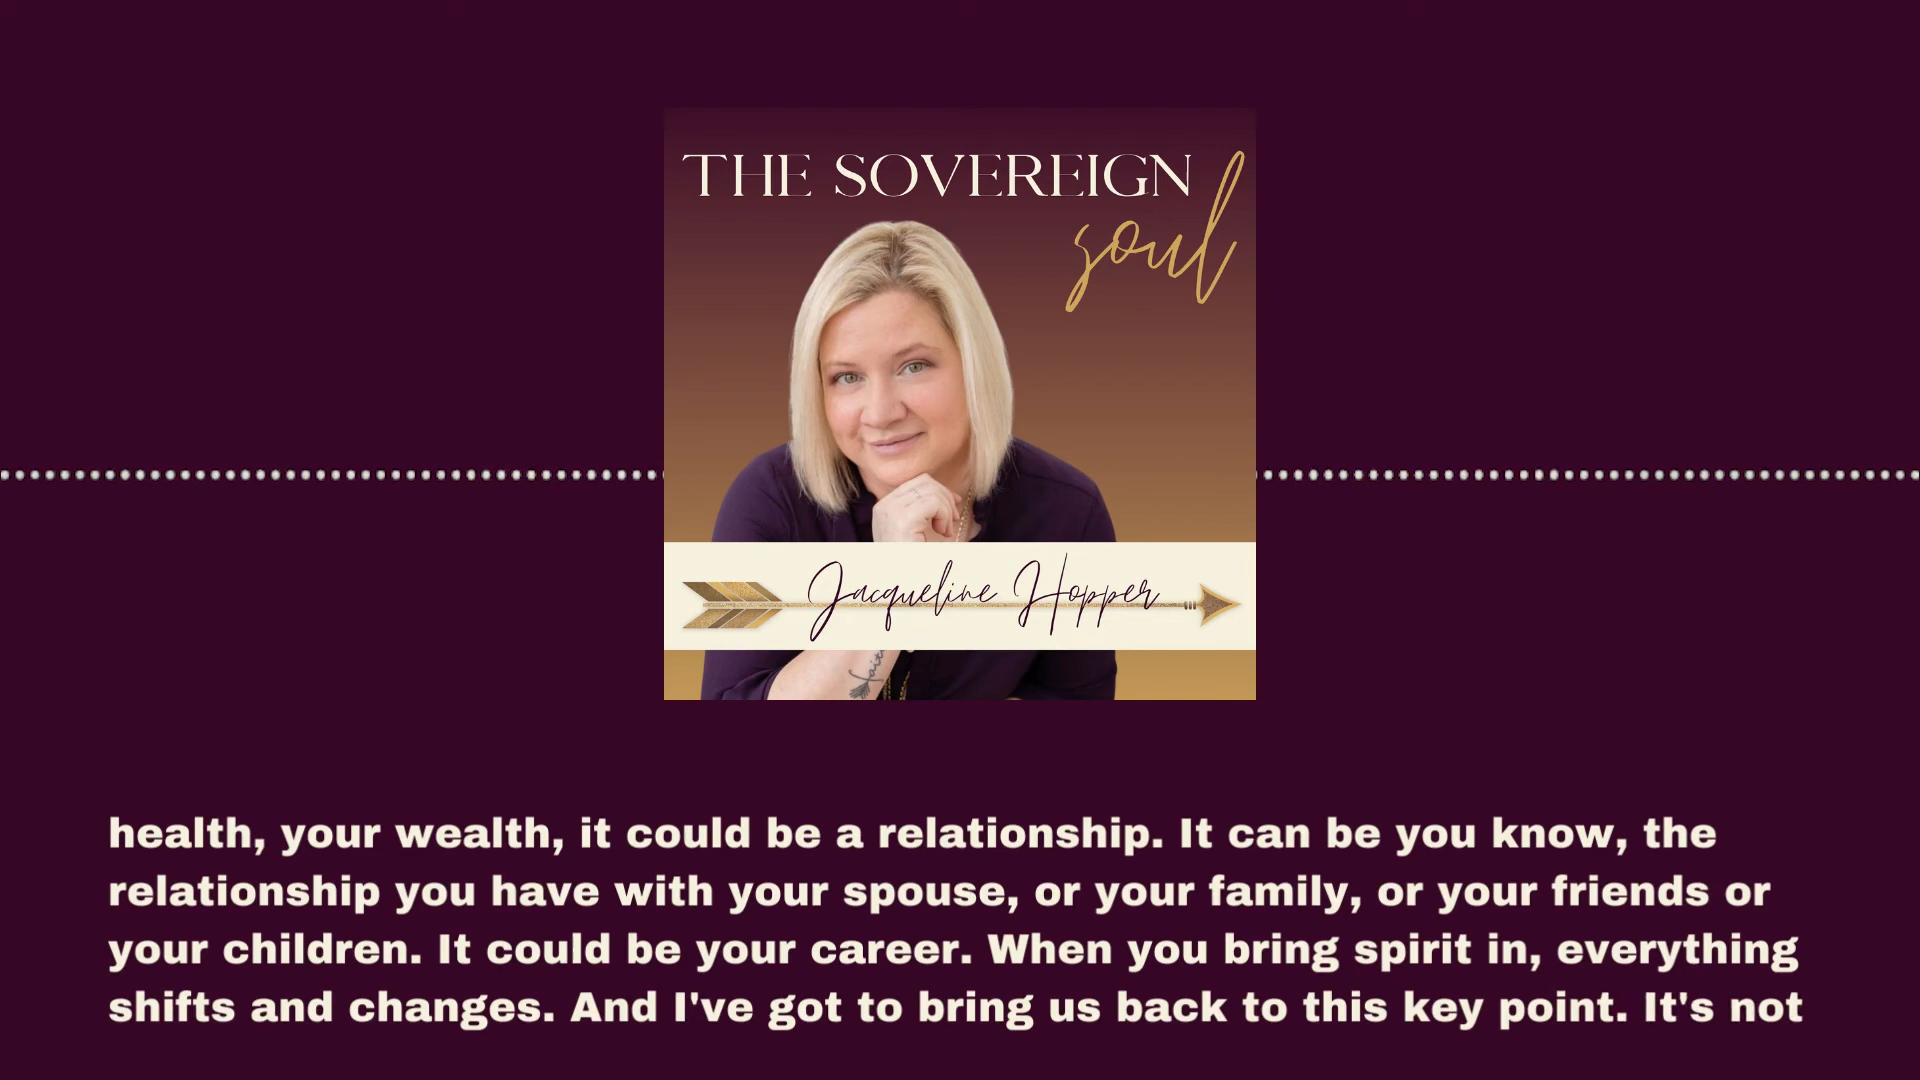 THE SOVEREIGN
soul
Jacqueline Hopper
faith
health, your wealth, it could be a relationship. It can be you know, the
relationship you have with your spouse, or your family, or your friends or
your children. It could be your career. When you bring spirit in, everything
shifts and changes. And I've got to bring us back to this key point. It's not